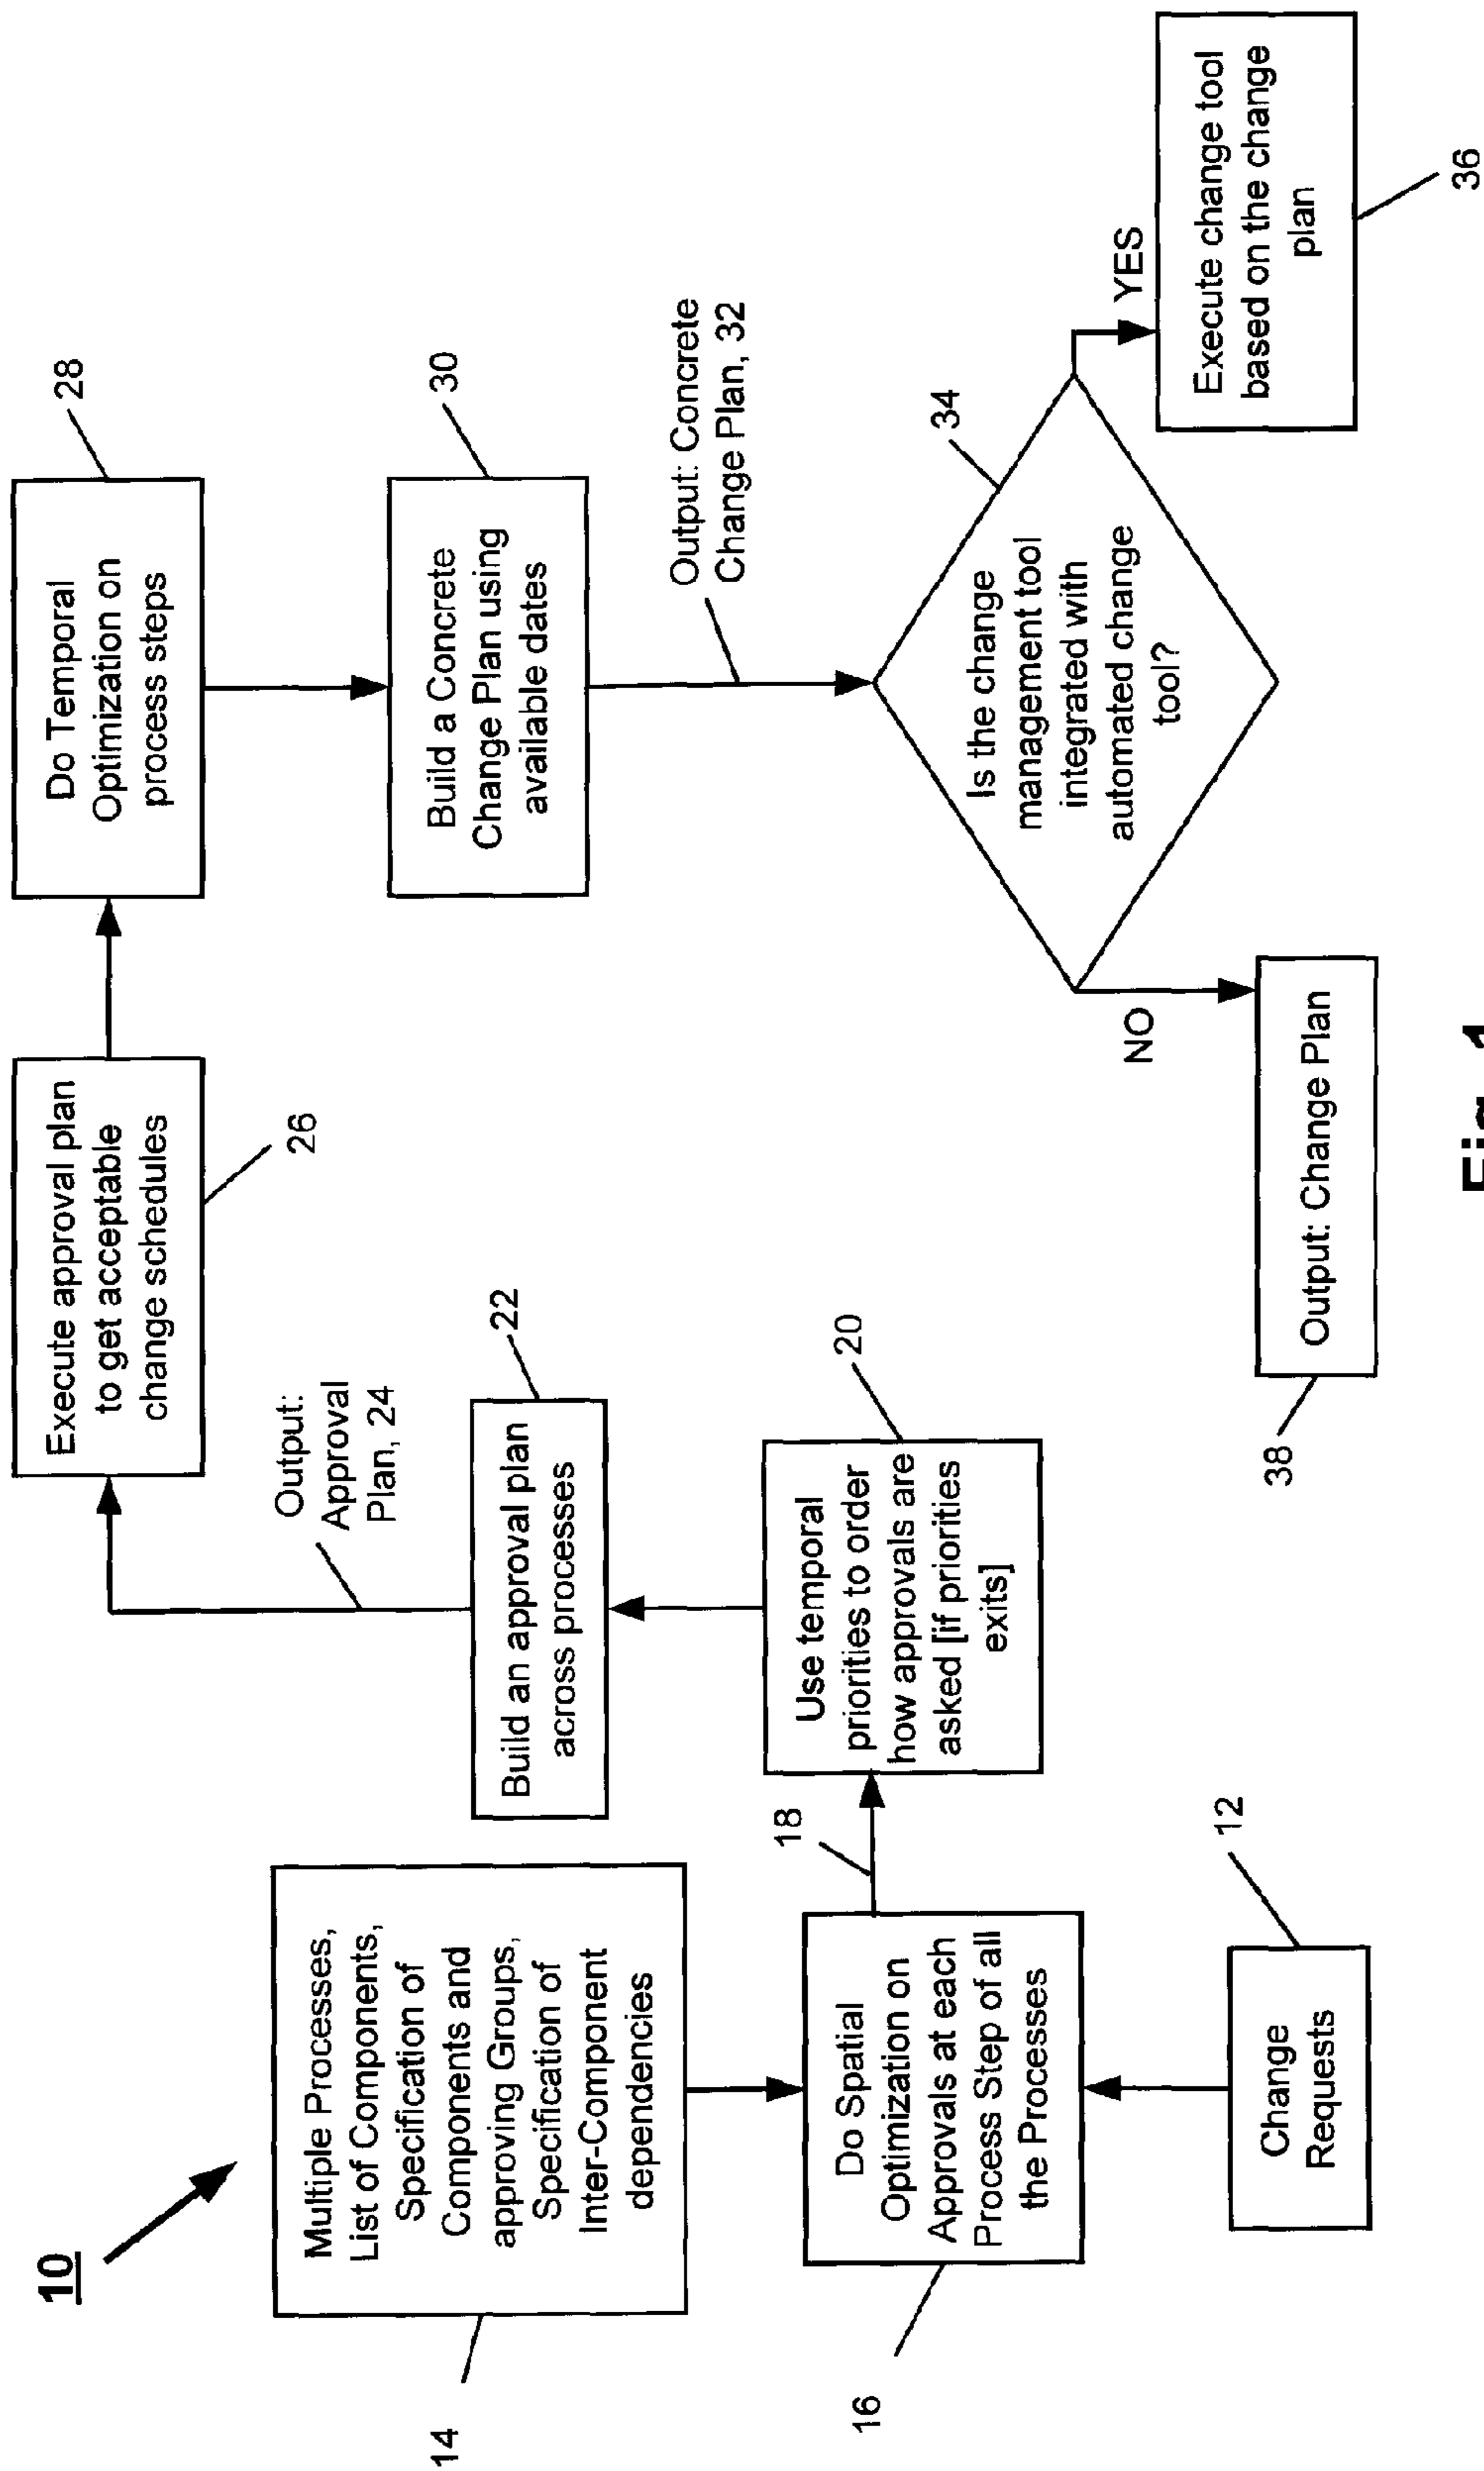 10
14
Multiple Processes,
List of Components,
Specification of
Components and
approving Groups,
Specification of
Inter-Component
dependencies
16
Do Spatial
Optimization on
Approvals at each
Process Step of all
the Processes
12
Change
Requests
18
20
Use temporal
priorities to order
how approvals are
asked [if priorities
exits]
22
Build an approval plan
across processes
Output:
Approval
Plan, 24
26
Execute approval plan
to get acceptable
change schedules
28
Do Temporal
Optimization on
process steps
30
Build a Concrete
Change Plan using
available dates
Output: Concrete
Change Plan, 32
34
Is the change
management tool
integrated with
automated change
tool?
YES
Execute change tool
based on the change
plan
36
NO
Output: Change Plan
38